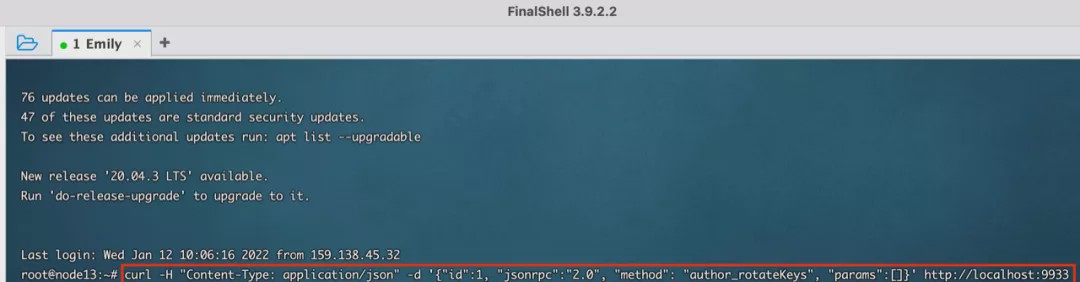 FinalShell 3.9.2.2
1 Emily × +
76 updates can be applied immediately.
47 of these updates are standard security updates.
To see these additional updates run: apt list --upgradable
New release '20.04.3 LTS' available.
Run 'do-release-upgrade' to upgrade to it.
Last login: Wed Jan 12 10:06:16 2022 from 159.138.45.32
root@node13:~# curl -H "Content-Type: application/json" -d '{"id":1, "jsonrpc":"2.0", "method": "author_rotateKeys", "params":[]}' http://localhost:9933